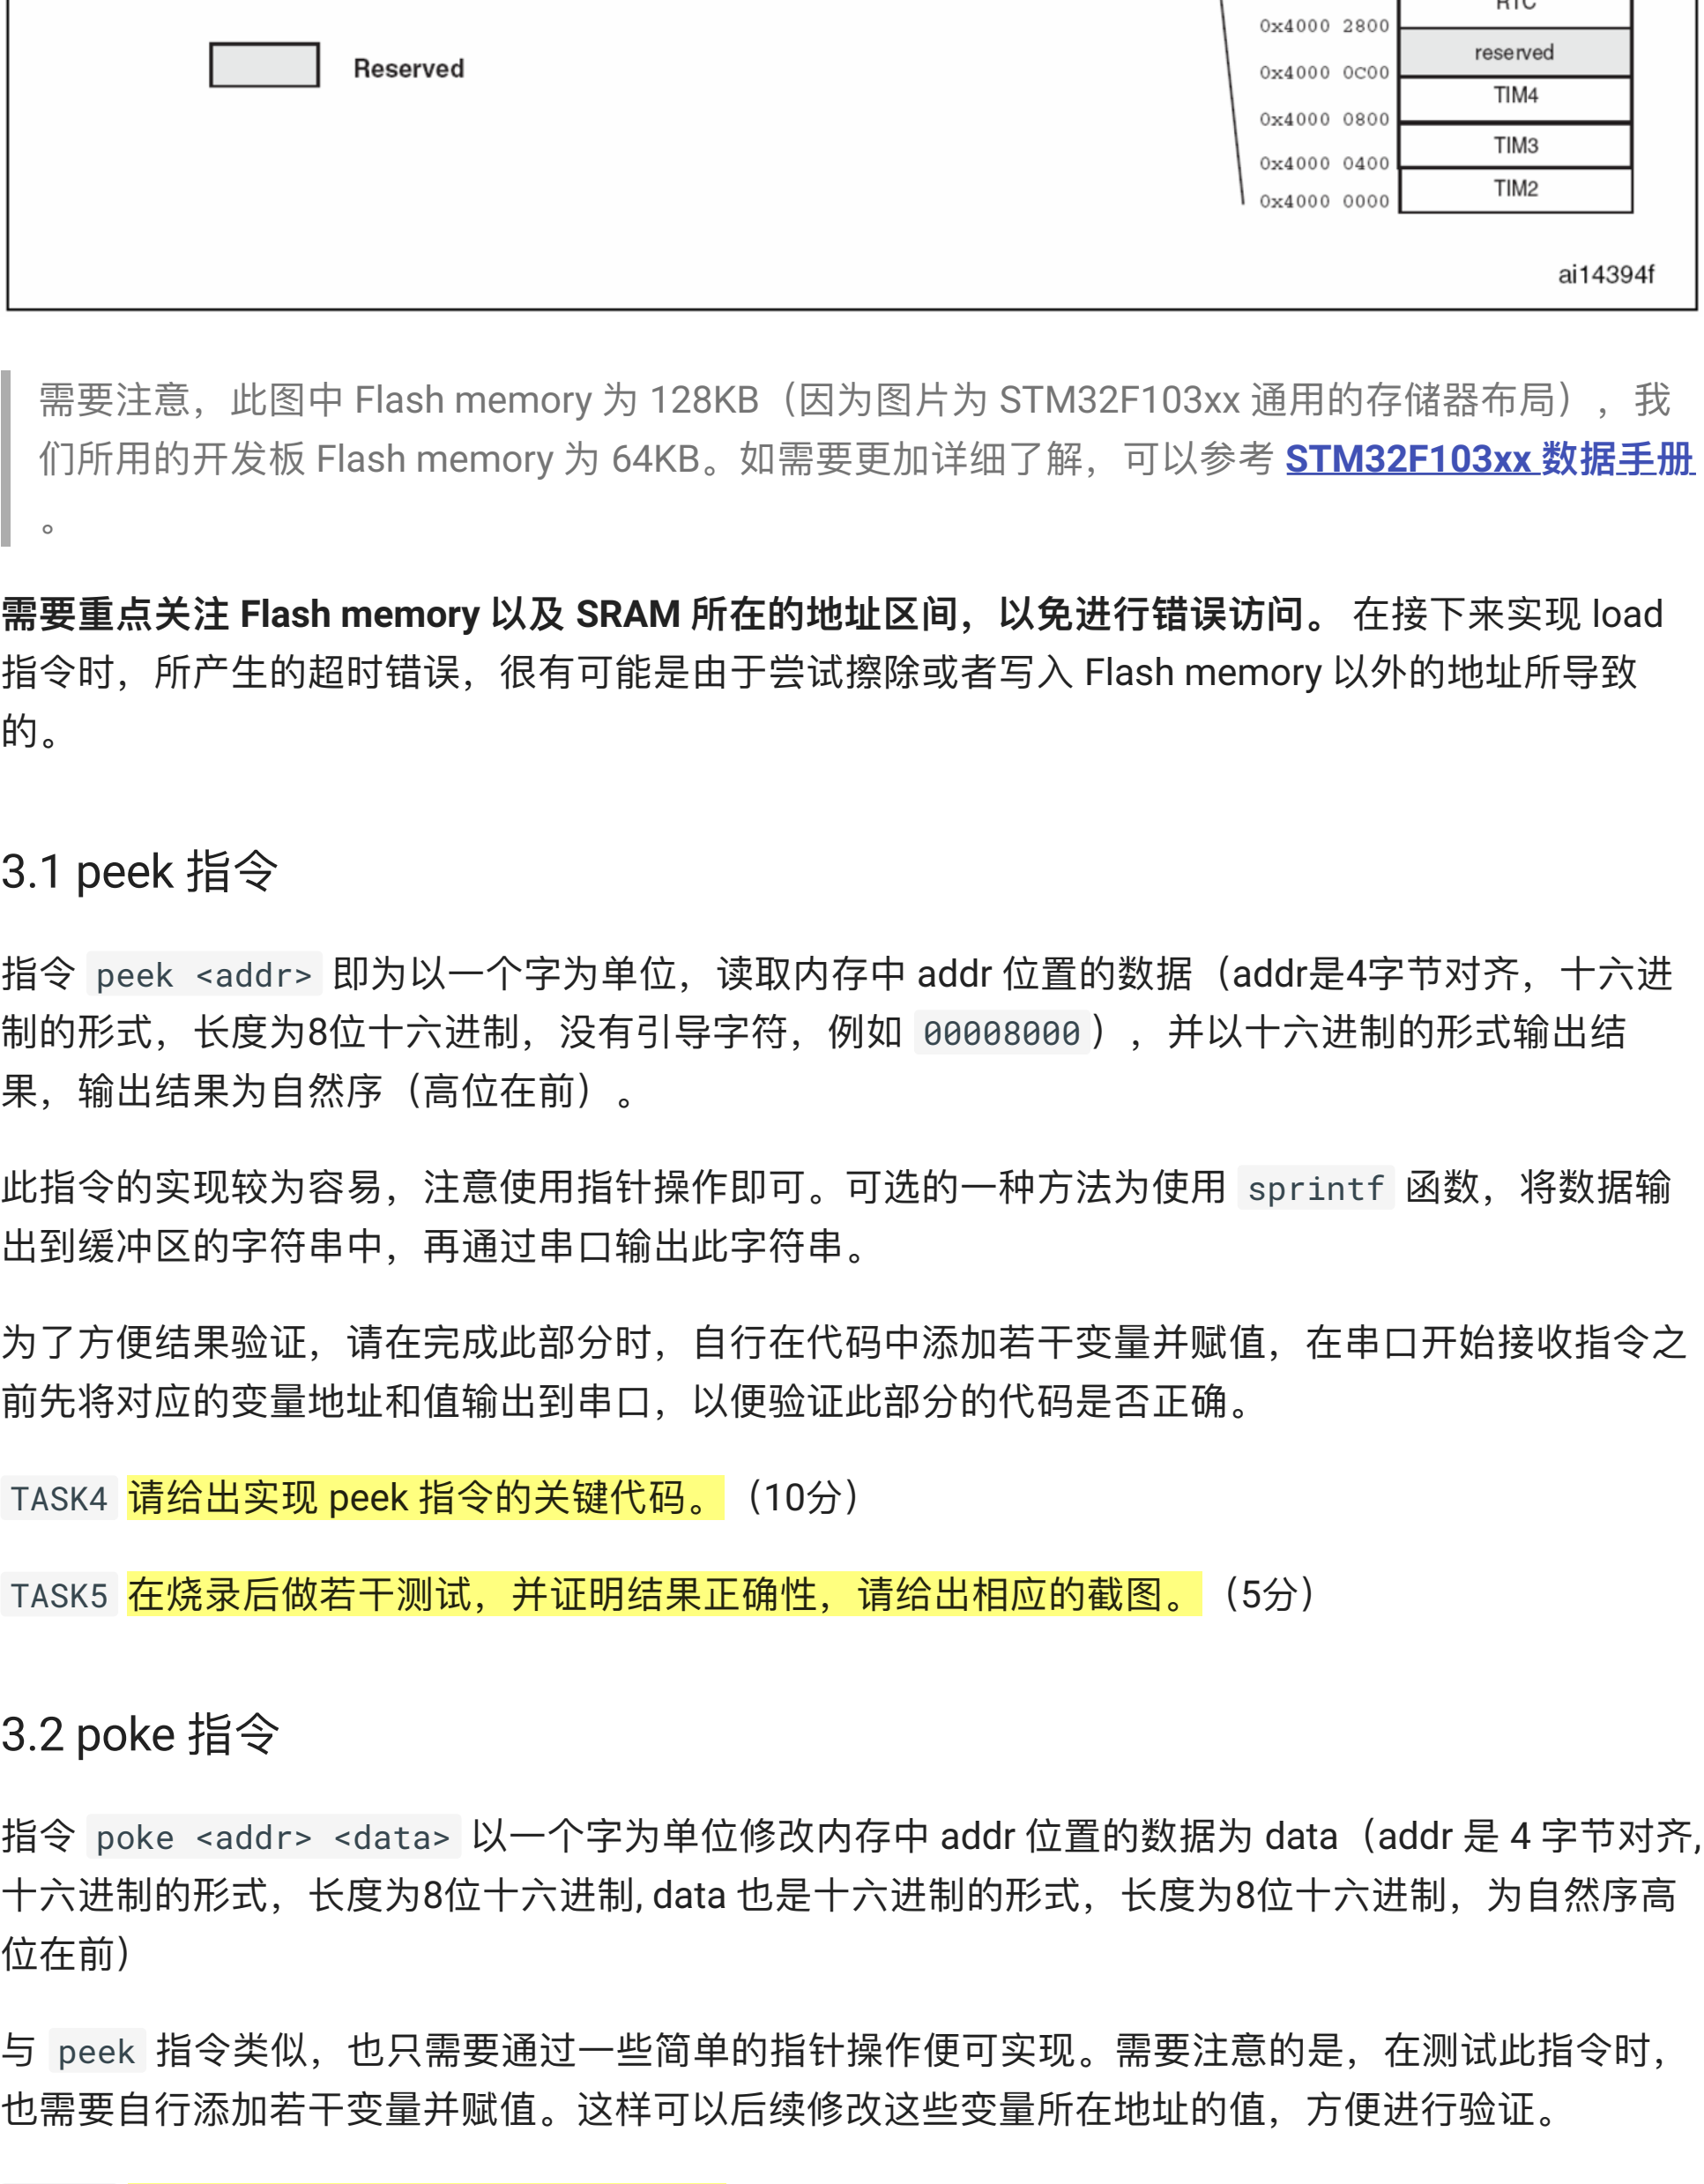 RTC
0x4000 2800
reserved
Reserved
0x4000 0C00
TIM4
0x4000 0800
TIM3
0x4000 0400
TIM2
0x4000 0000
ai14394f
需要注意，此图中 Flash memory 为 128KB（因为图片为 STM32F103xx 通用的存储器布局），我
们所用的开发板 Flash memory 为 64KB。如需要更加详细了解，可以参考 STM32F103xx 数据手册
。
需要重点关注 Flash memory 以及 SRAM 所在的地址区间，以免进行错误访问。 在接下来实现 load
指令时，所产生的超时错误，很有可能是由于尝试擦除或者写入 Flash memory 以外的地址所导致
的。
3.1 peek 指令
指令 peek <addr> 即为以一个字为单位，读取内存中 addr 位置的数据（addr是4字节对齐，十六进
制的形式，长度为8位十六进制，没有引导字符，例如 00008000），并以十六进制的形式输出结
果，输出结果为自然序（高位在前）。
此指令的实现较为容易，注意使用指针操作即可。可选的一种方法为使用 sprintf 函数，将数据输
出到缓冲区的字符串中，再通过串口输出此字符串。
为了方便结果验证，请在完成此部分时，自行在代码中添加若干变量并赋值，在串口开始接收指令之
前先将对应的变量地址和值输出到串口，以便验证此部分的代码是否正确。
TASK4 请给出实现 peek 指令的关键代码。（10分）
TASK5 在烧录后做若干测试，并证明结果正确性，请给出相应的截图。（5分）
3.2 poke 指令
指令 poke <addr> <data> 以一个字为单位修改内存中 addr 位置的数据为 data（addr 是 4 字节对齐,
十六进制的形式，长度为8位十六进制, data 也是十六进制的形式，长度为8位十六进制，为自然序高
位在前）
与 peek 指令类似，也只需要通过一些简单的指针操作便可实现。需要注意的是，在测试此指令时，
也需要自行添加若干变量并赋值。这样可以后续修改这些变量所在地址的值，方便进行验证。